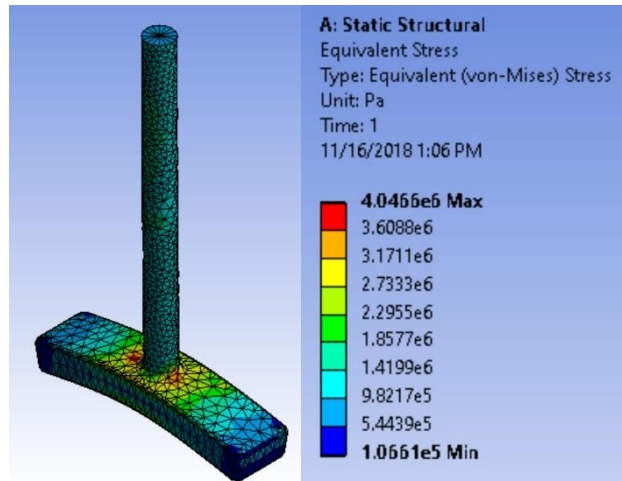 A: Static Structural
Equivalent Stress
Type: Equivalent (von-Mises) Stress
Unit: Pa
Time: 1
11/16/2018 1:06 PM
4.0466e6 Max
3.6088e6
3.1711e6
2.7333e6
2.2955e6
1.8577e6
1.4199e6
9.8217e5
5.4439e5
1.0661e5 Min